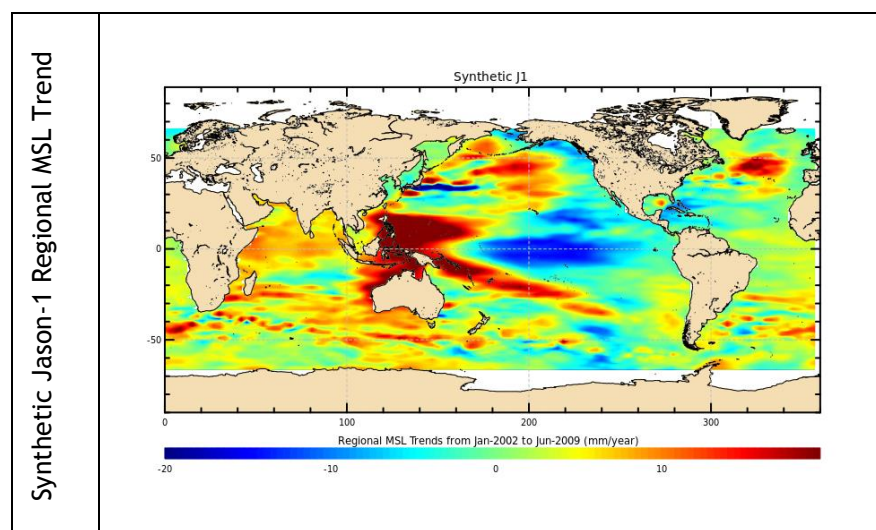 Synthetic Jason-1 Regional MSL Trend
Synthetic J1
50
0
-50
0 100 200 300
Regional MSL Trends from Jan-2002 to Jun-2009 (mm/year)
-20 -10 0 10